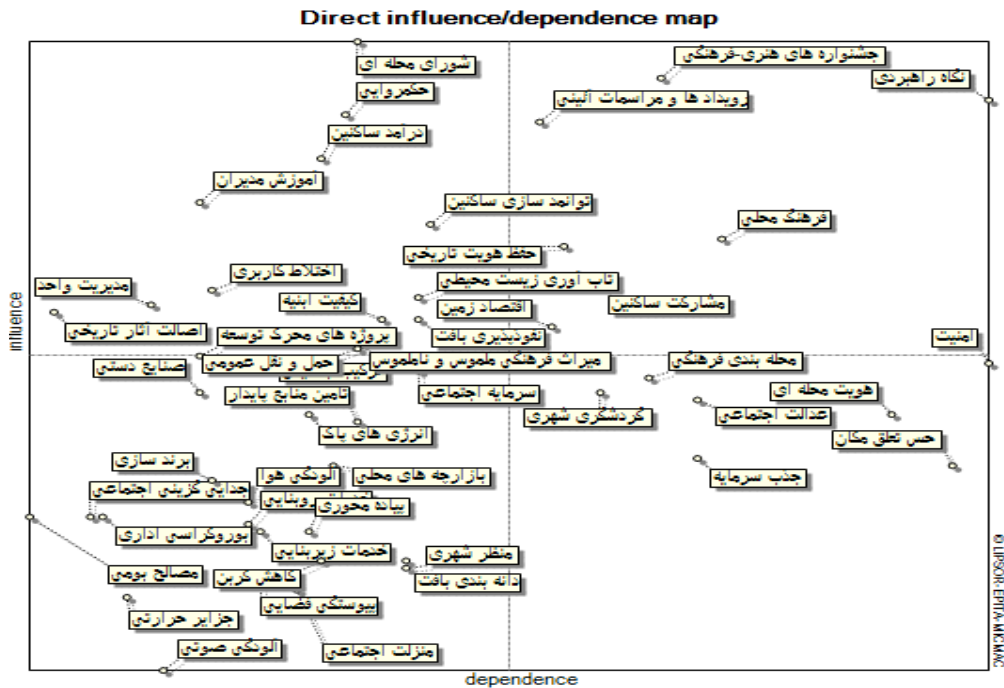 Direct influence/dependence map
جشنواره های هنری-فرهنگی
شورای محله ای
نگاه راهبردی
حکمروایی
رویداد ها و مراسمات آئینی
درآمد ساکنین
آموزش مدیران
توانمد سازی ساکنین
فرهنگ محلی
حفظ هویت تاریخی
اختلاط کاربری
تاب آوری زیست محیطی
مدیریت واحد
کیفیت ابنیه
اقتصاد زمین
مشارکت ساکنین
اصالت آثار تاریخی
پروژه های محرک توسعه
نفوذپذیری بافت
امنیت
influence
صنایع دستی
حمل و نقل عمومی
میراث فرهنگی ملموس و ناملموس
محله بندی فرهنگی
تامین منابع پایدار
سرمایه اجتماعی
هویت محله ای
گردشگری شهری
عدالت اجتماعی
انرژی های پاک
حس تعلق مکان
برند سازی
آلودگی هوا
بازارچه های محلی
جذب سرمایه
جدایی گزینی اجتماعی
روبنایی
پیاده محوری
بوروکراسی اداری
خدمات زیربنایی
منظر شهری
مصالح بومی
کاهش کربن
دانه بندی بافت
جزایر حرارتی
پیوستگی فضایی
آلودگی صوتی
منزلت اجتماعی
dependence
© LIPSOR-EPITA-MICMAC